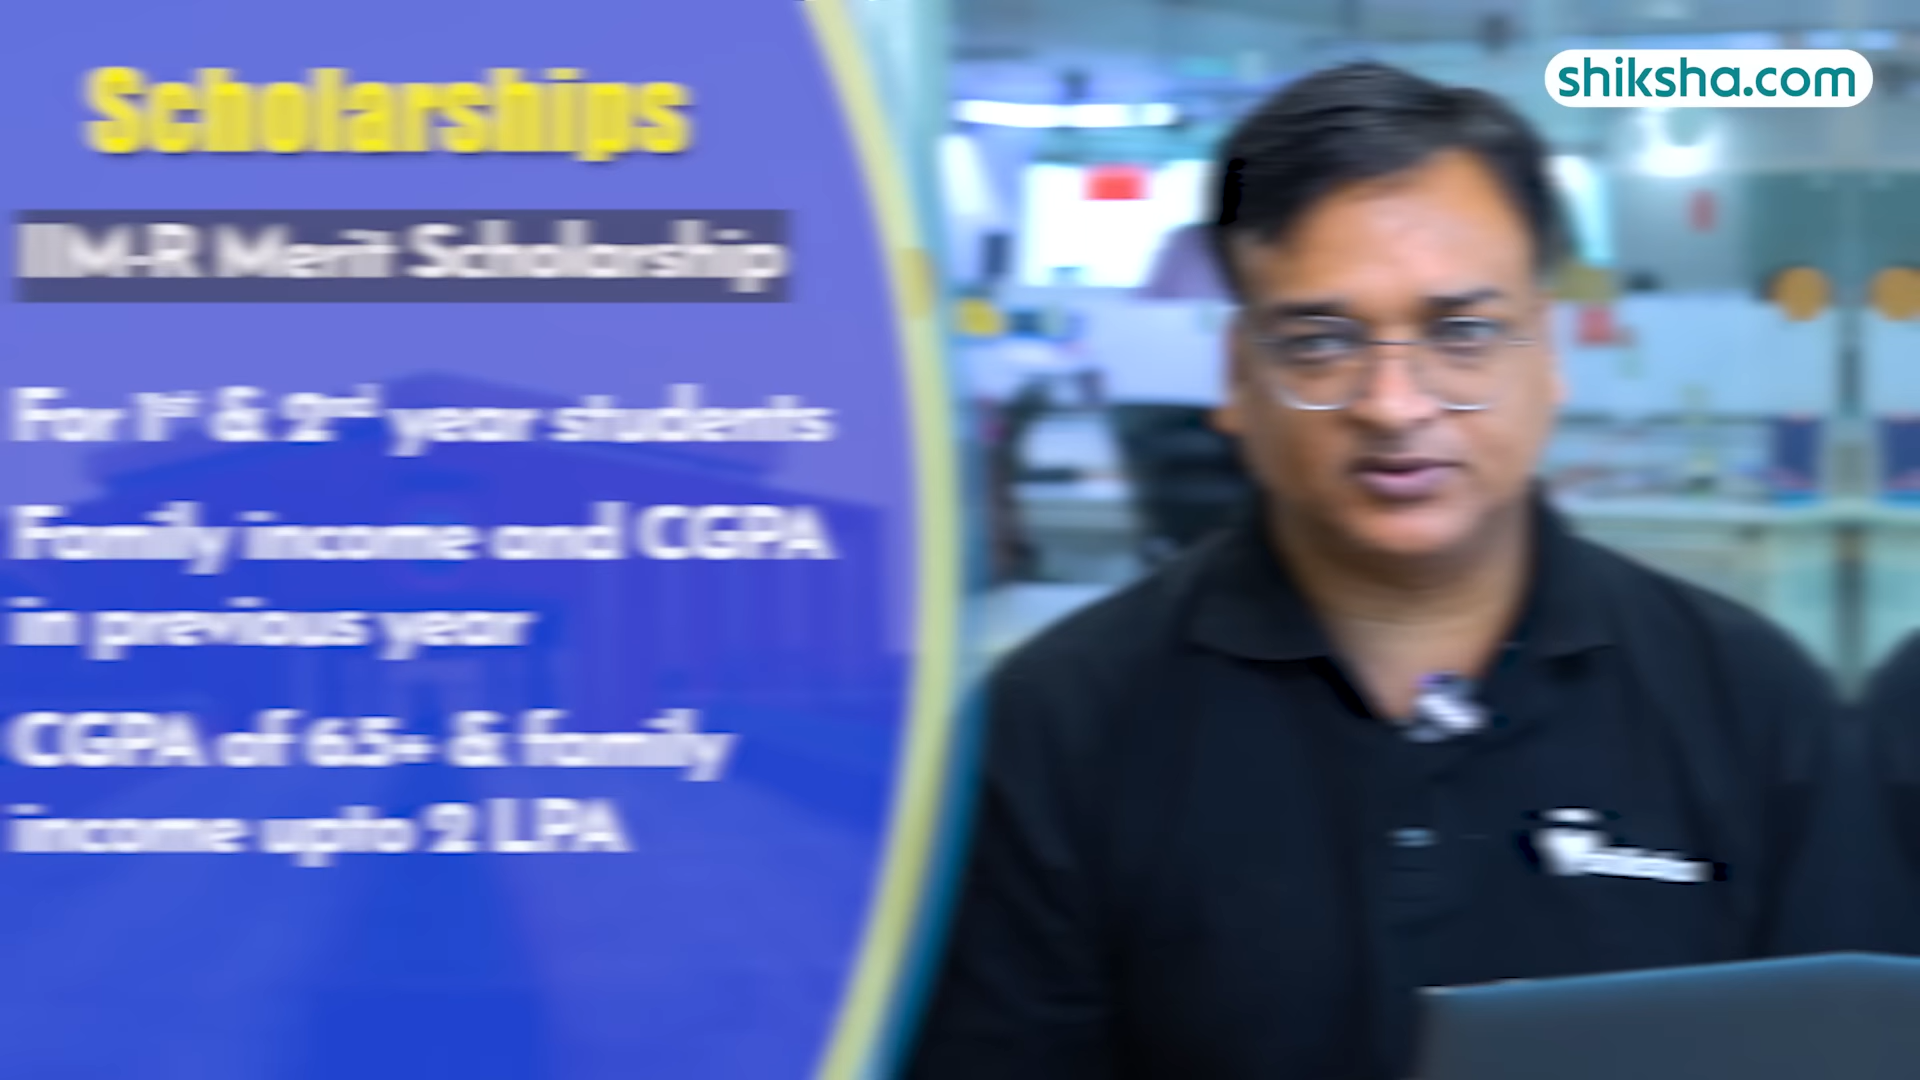 shiksha.com
Scholarships
IIM-R Merit Scholarship
For 1st & 2nd year students
Family income and CGPA
in previous year
CGPA of 6.5+ & family
income upto 2 LPA